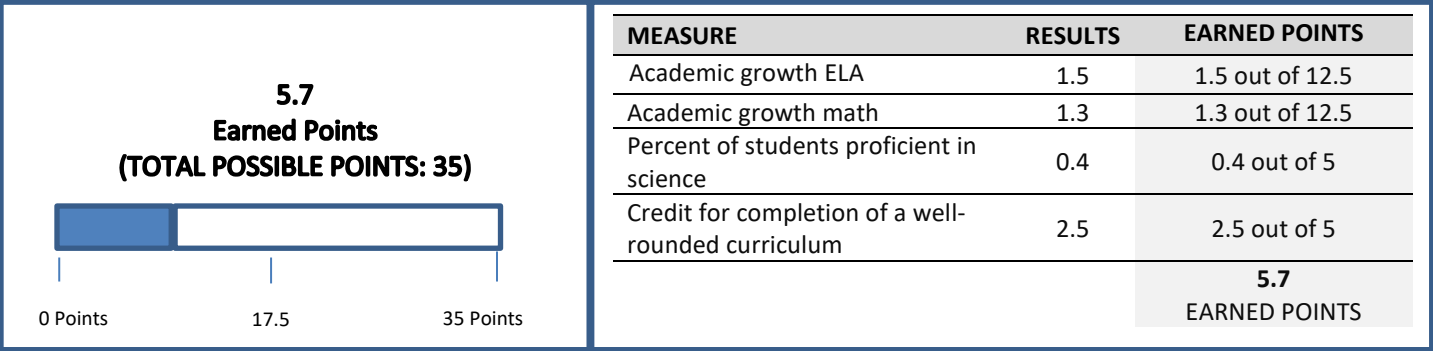 5.7
Earned Points
(TOTAL POSSIBLE POINTS: 35)
0 Points
17.5
35 Points
MEASURE RESULTS EARNED POINTS
Academic growth ELA 1.5 1.5 out of 12.5
Academic growth math 1.3 1.3 out of 12.5
Percent of students proficient in
science 0.4 0.4 out of 5
Credit for completion of a well-
rounded curriculum 2.5 2.5 out of 5
5.7
EARNED POINTS